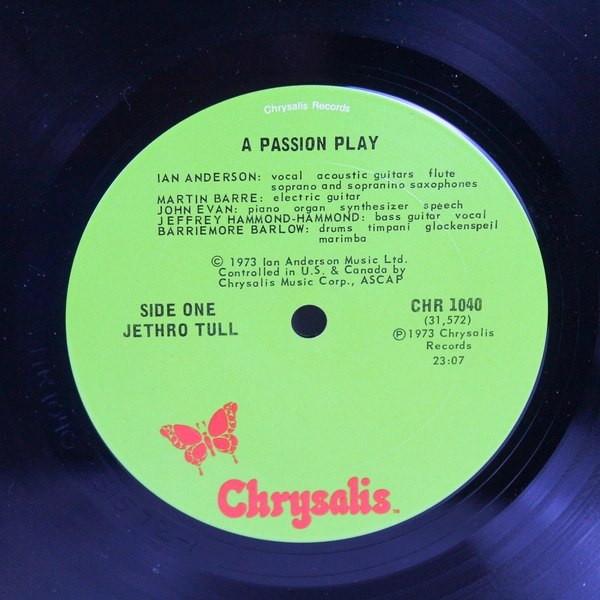 Chrysalis Records
A PASSION PLAY
IAN ANDERSON: vocal acoustic guitars flute
soprano and sopranino saxophones
MARTIN BARRE: electric guitar
JOHN EVAN: piano organ synthesizer speech
JEFFREY HAMMOND-HAMMOND: bass guitar vocal
BARRIEMORE BARLOW: drums timpani glockenspeil
marimba
© 1973 Ian Anderson Music Ltd.
Controlled in U.S. & Canada by
Chrysalis Music Corp., ASCAP
SIDE ONE
JETHRO TULL
CHR 1040
(31,572)
℗1973 Chrysalis
Records
23:07
Chrysalis™